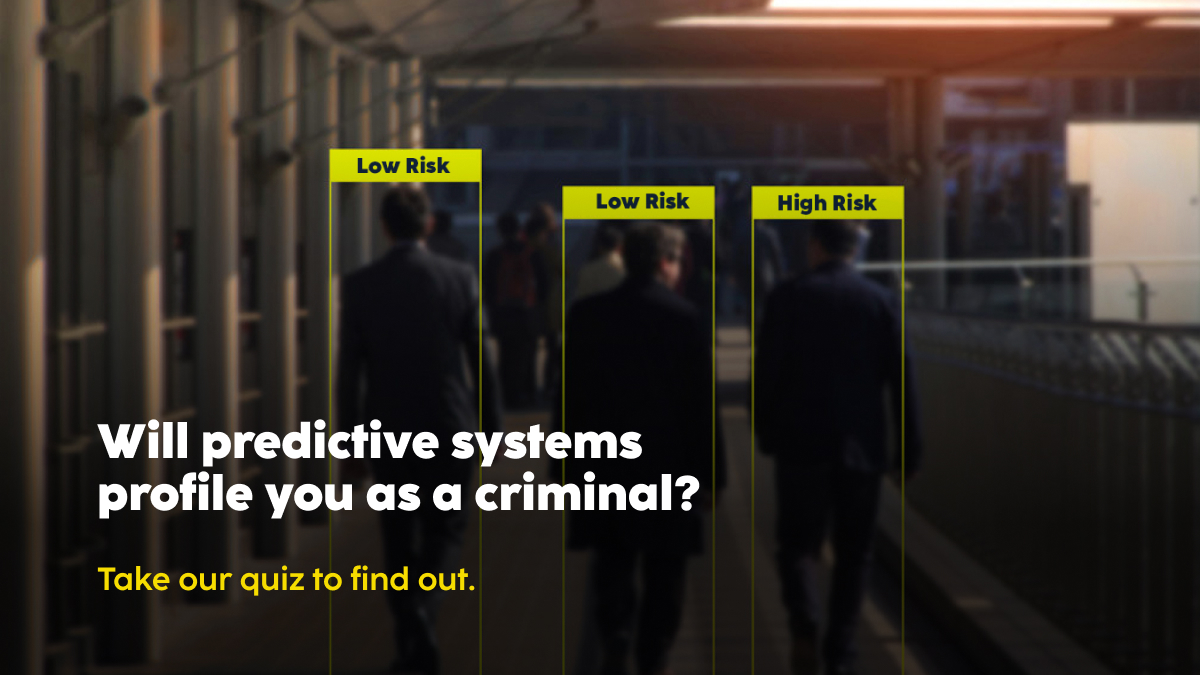 Low Risk
Low Risk
High Risk
Will predictive systems
profile you as a criminal?
Take our quiz to find out.